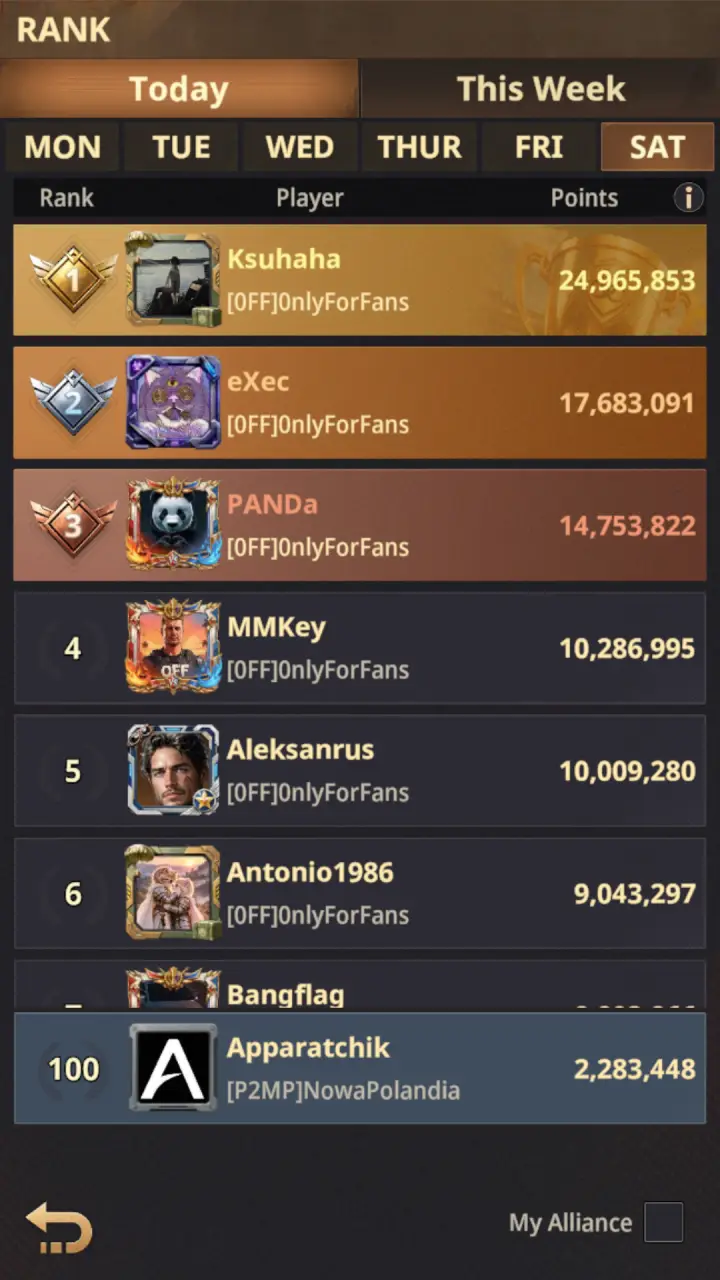 RANK
Today This Week
MON TUE WED THUR FRI SAT
Rank Player Points i
1 Ksuhaha 24,965,853
[0FF]0nlyForFans
2 eXec 17,683,091
[0FF]0nlyForFans
3 PANDa 14,753,822
[0FF]0nlyForFans
4 MMKey 10,286,995
OFF [0FF]0nlyForFans
5 Aleksanrus 10,009,280
[0FF]0nlyForFans
6 Antonio1986 9,043,297
[0FF]0nlyForFans
Bangflag
100 Apparatchik 2,283,448
[P2MP]NowaPolandia
My Alliance